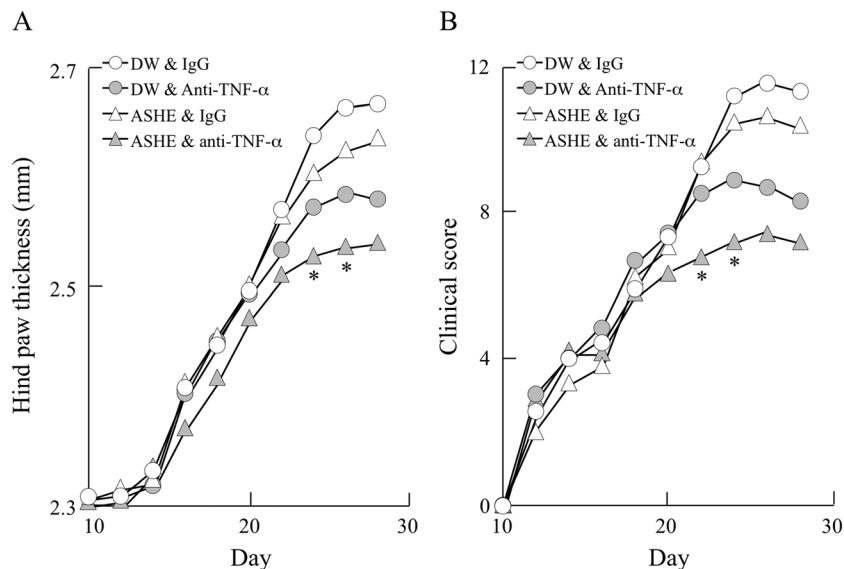 A
2.7
DW & IgG
DW & Anti-TNF-α
ASHE & IgG
ASHE & anti-TNF-α
Hind paw thickness (mm)
2.5
*
*
2.3
10
20
30
Day
B
12
DW & IgG
DW & Anti-TNF-α
ASHE & IgG
ASHE & anti-TNF-α
Clinical score
8
*
*
4
0
10
20
30
Day